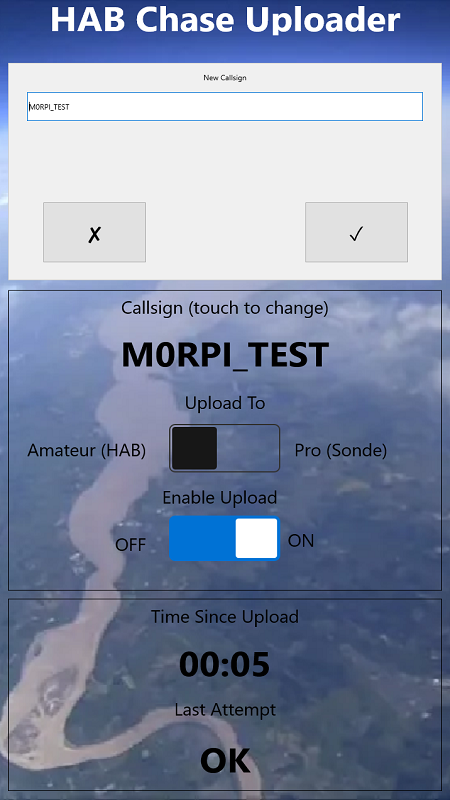 HAB Chase Uploader
New Callsign
M0RPI_TEST
✗ ✓
Callsign (touch to change)
M0RPI_TEST
Upload To
Amateur (HAB) Pro (Sonde)
Enable Upload
OFF ON
Time Since Upload
00:05
Last Attempt
OK